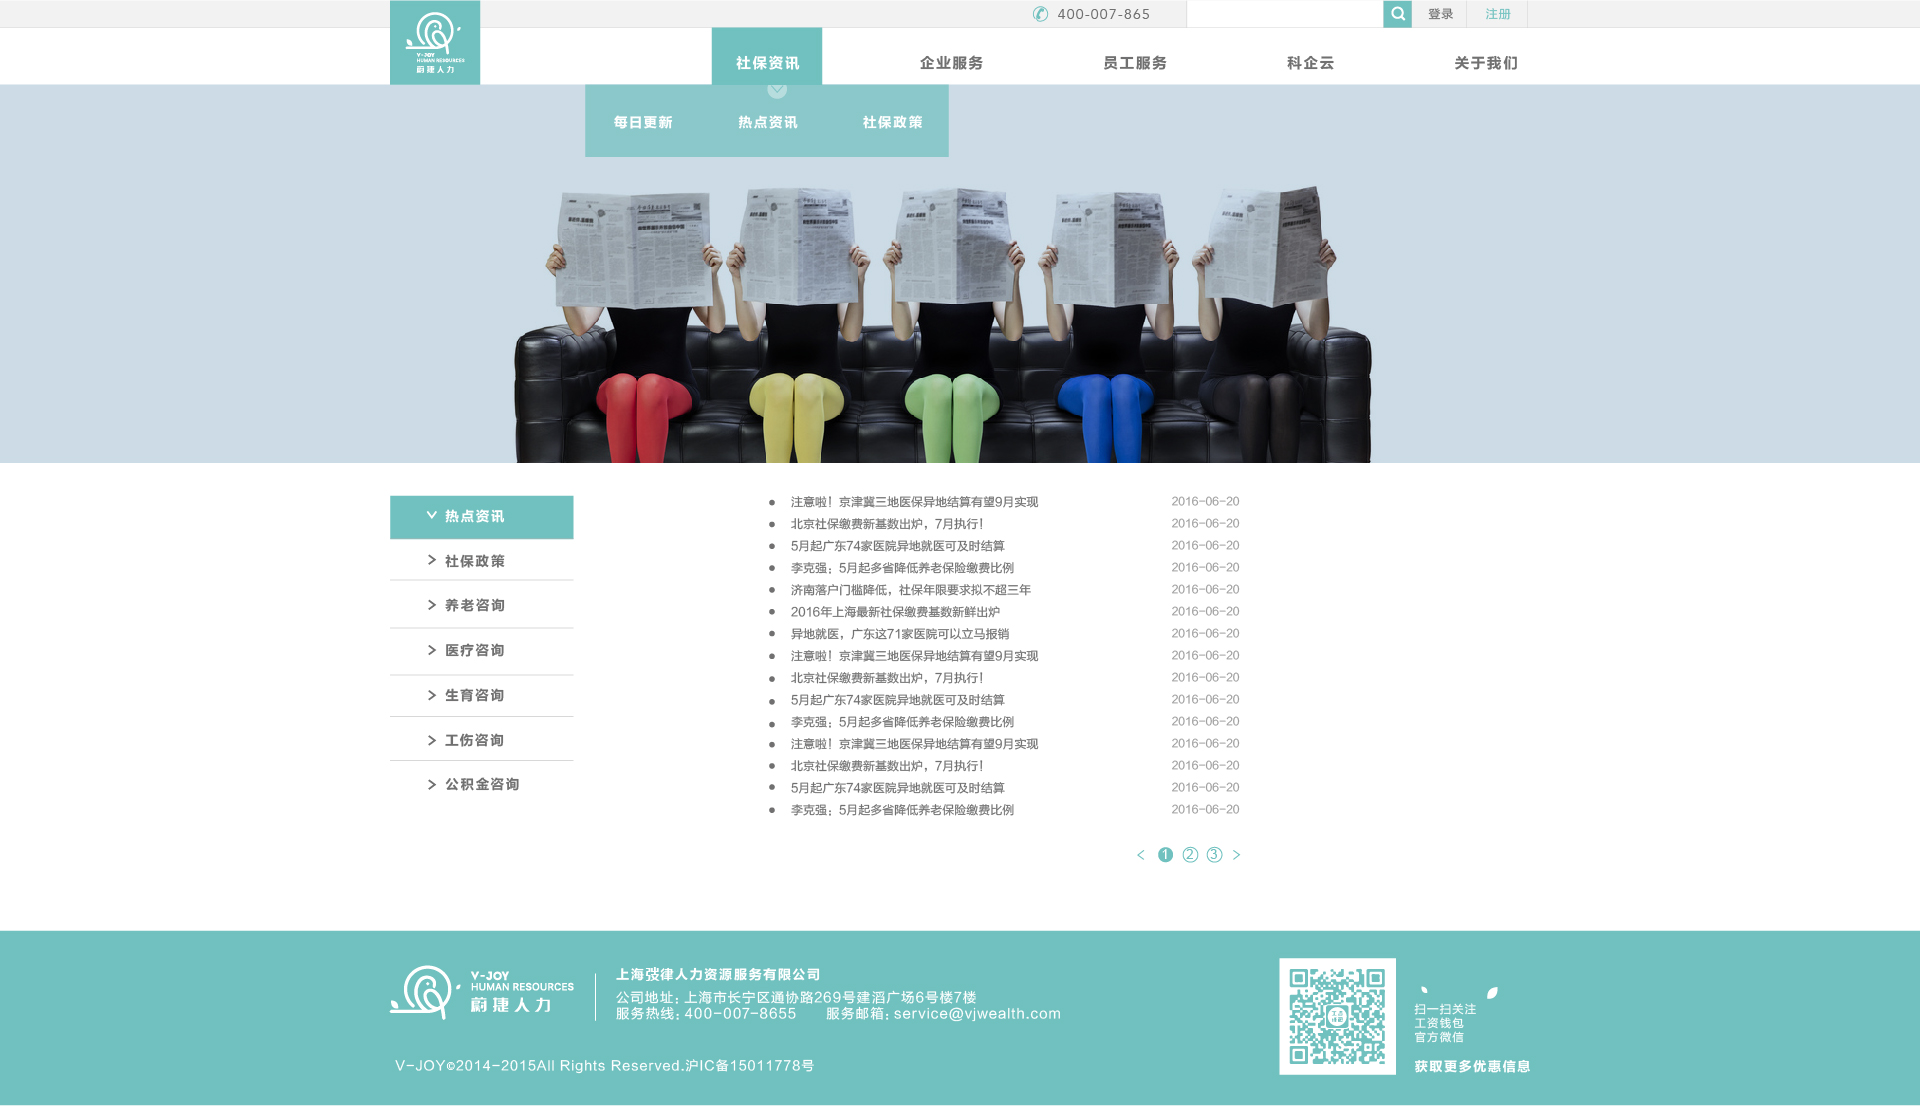 400-007-865
登录
注册
V-JOY
HUMAN RESOURCES
蔚捷人力
社保资讯
企业服务
员工服务
科企云
关于我们
每日更新
热点资讯
社保政策
热点资讯
社保政策
养老咨询
医疗咨询
生育咨询
工伤咨询
公积金咨询
注意啦！京津冀三地医保异地结算有望9月实现 2016-06-20
北京社保缴费新基数出炉，7月执行！ 2016-06-20
5月起广东74家医院异地就医可及时结算 2016-06-20
李克强：5月起多省降低养老保险缴费比例 2016-06-20
济南落户门槛降低，社保年限要求拟不超三年 2016-06-20
2016年上海最新社保缴费基数新鲜出炉 2016-06-20
异地就医，广东这71家医院可以立马报销 2016-06-20
注意啦！京津冀三地医保异地结算有望9月实现 2016-06-20
北京社保缴费新基数出炉，7月执行！ 2016-06-20
5月起广东74家医院异地就医可及时结算 2016-06-20
李克强：5月起多省降低养老保险缴费比例 2016-06-20
注意啦！京津冀三地医保异地结算有望9月实现 2016-06-20
北京社保缴费新基数出炉，7月执行！ 2016-06-20
5月起广东74家医院异地就医可及时结算 2016-06-20
李克强：5月起多省降低养老保险缴费比例 2016-06-20
< 1 2 3 >
V-JOY
HUMAN RESOURCES
蔚捷人力
上海弢律人力资源服务有限公司
公司地址：上海市长宁区通协路269号建滔广场6号楼7楼
服务热线：400-007-8655 服务邮箱：service@vjwealth.com
V-JOY©2014-2015All Rights Reserved.沪IC备15011778号
扫一扫关注
工资钱包
官方微信
获取更多优惠信息